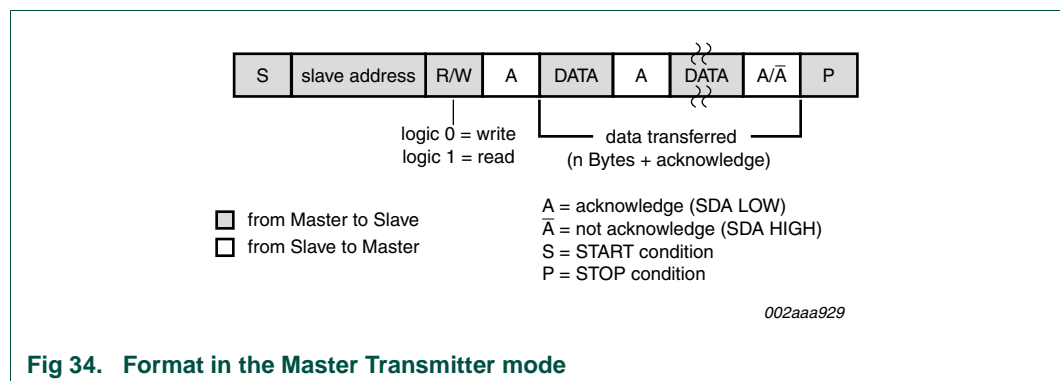 S slave address R/W A DATA A DATA A/A̅ P
logic 0 = write
logic 1 = read
data transferred
(n Bytes + acknowledge)
from Master to Slave
from Slave to Master
A = acknowledge (SDA LOW)
A̅ = not acknowledge (SDA HIGH)
S = START condition
P = STOP condition
002aaa929
Fig 34. Format in the Master Transmitter mode